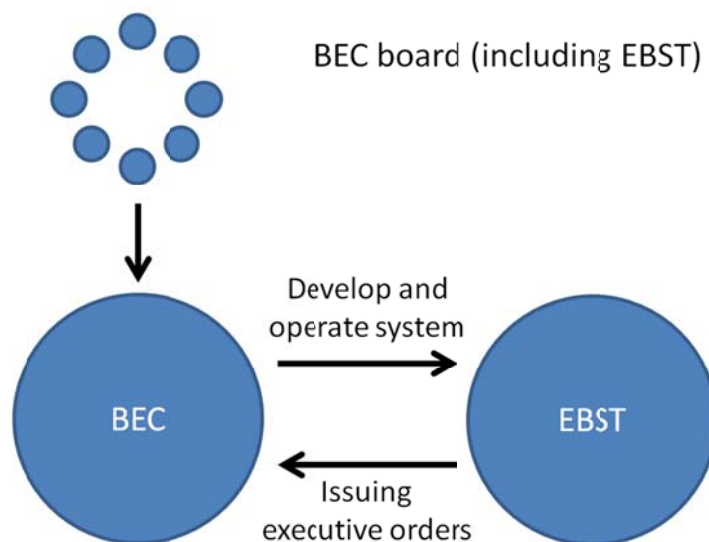 BEC board (including EBST)
Develop and
operate system
BEC
EBST
Issuing
executive orders